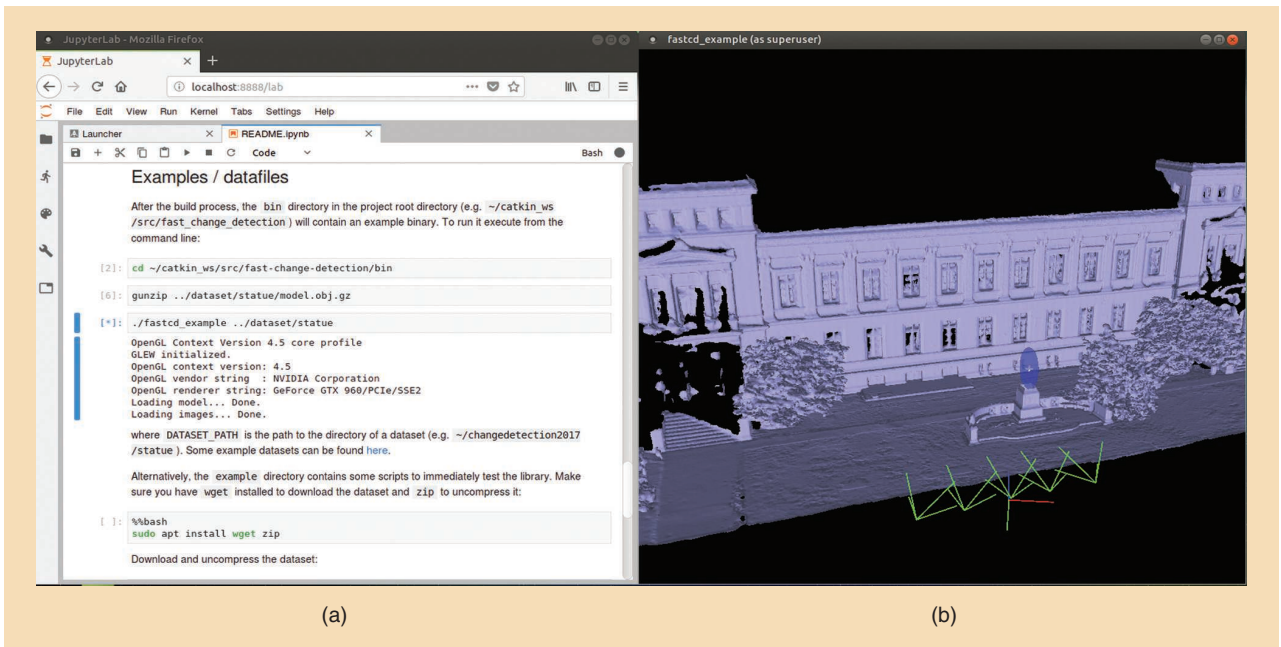 JupyterLab - Mozilla Firefox
JupyterLab
localhost:8888/lab
File Edit View Run Kernel Tabs Settings Help
Launcher
README.ipynb
Code
Bash
Examples / datafiles
After the build process, the bin directory in the project root directory (e.g. ~/catkin_ws
/src/fast_change_detection ) will contain an example binary. To run it execute from the
command line:
[2]: cd ~/catkin_ws/src/fast-change-detection/bin
[6]: gunzip ../dataset/statue/model.obj.gz
[*]: ./fastcd_example ../dataset/statue
OpenGL Context Version 4.5 core profile
GLEW initialized.
OpenGL context version: 4.5
OpenGL vendor string  : NVIDIA Corporation
OpenGL renderer string: GeForce GTX 960/PCIe/SSE2
Loading model... Done.
Loading images... Done.
where DATASET_PATH is the path to the directory of a dataset (e.g. ~/changedetection2017
/statue ). Some example datasets can be found here.
Alternatively, the example directory contains some scripts to immediately test the library. Make
sure you have wget installed to download the dataset and zip to uncompress it:
[ ]: %%bash
sudo apt install wget zip
Download and uncompress the dataset:
(a)
fastcd_example (as superuser)
(b)